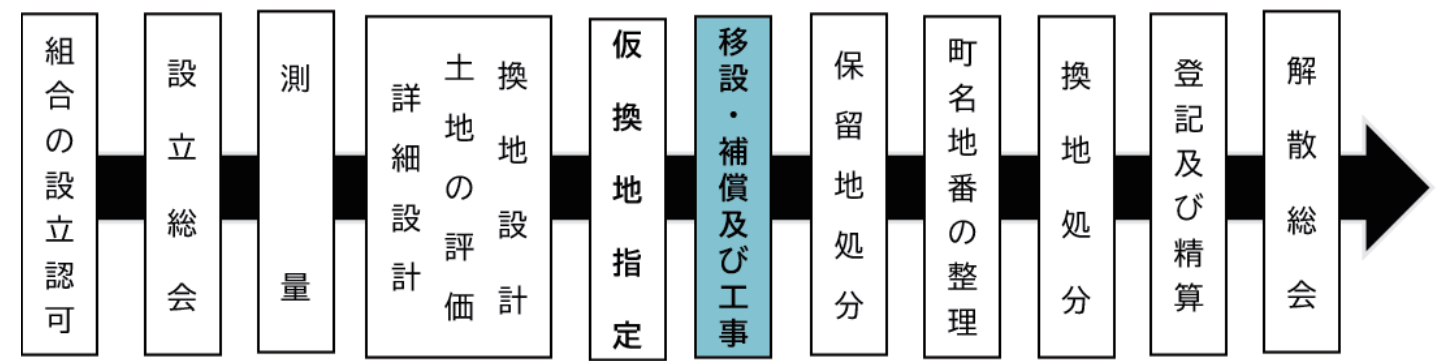 組合の設立認可
設立総会
測量
換地設計
土地の評価
詳細設計
仮換地指定
移設・補償及び工事
保留地処分
町名地番の整理
換地処分
登記及び精算
解散総会